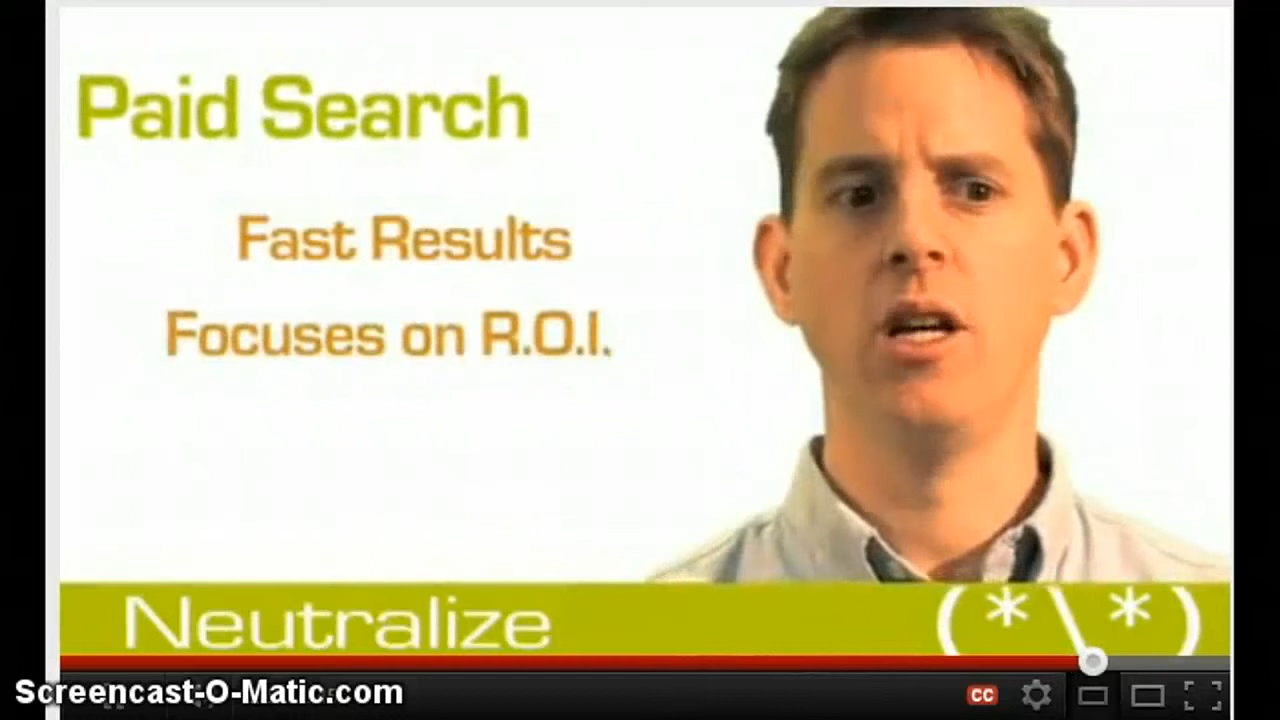 Paid Search
Fast Results
Focuses on R.O.I.
Neutralize
(*\*)
Screencast-O-Matic.com
CC